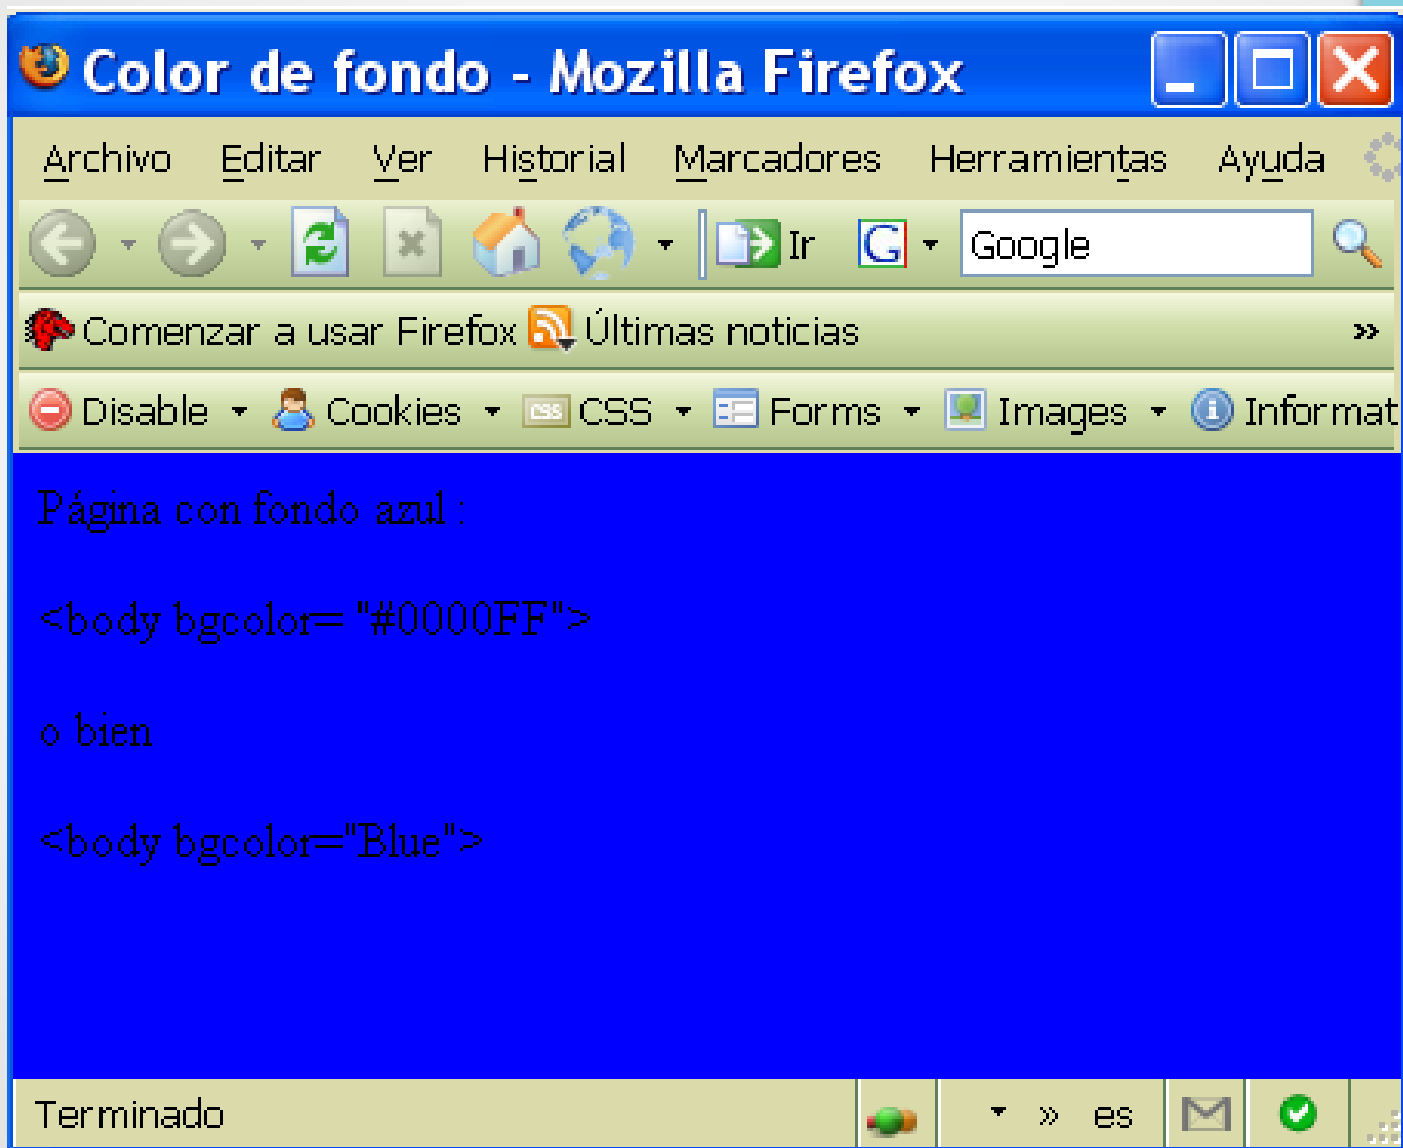 Color de fondo - Mozilla Firefox
Archivo Editar Ver Historial Marcadores Herramientas Ayuda
Ir G Google
Comenzar a usar Firefox Últimas noticias »
Disable Cookies CSS CSS Forms Images Informat
Página con fondo azul :
<body bgcolor= "#0000FF">
o bien
<body bgcolor="Blue">
Terminado » es